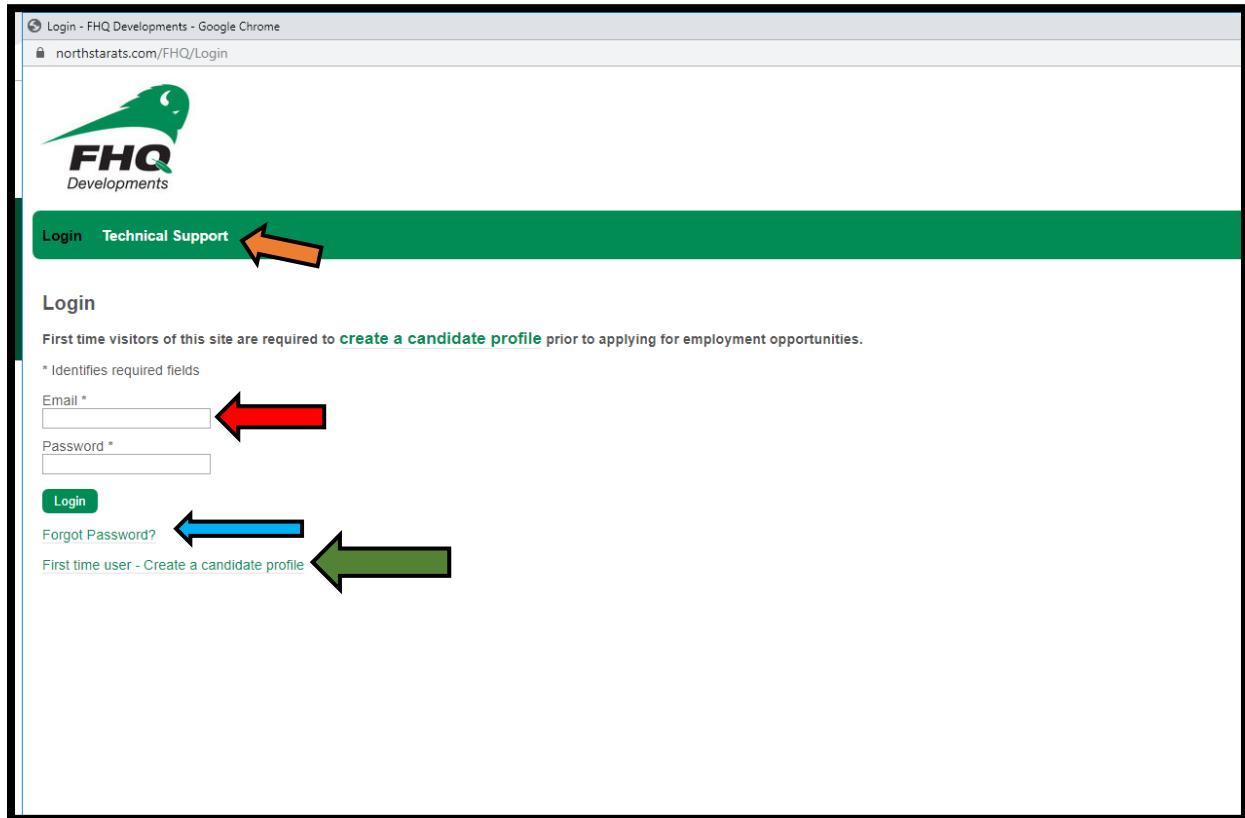 Login - FHQ Developments - Google Chrome
northstarats.com/FHQ/Login
FHQ
Developments
Login Technical Support
Login
First time visitors of this site are required to create a candidate profile prior to applying for employment opportunities.
* Identifies required fields
Email *
Password *
Login
Forgot Password?
First time user - Create a candidate profile